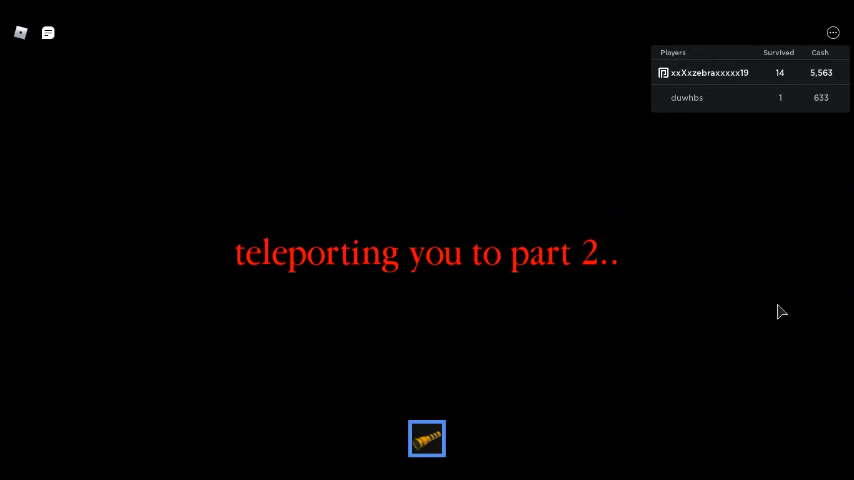 Players Survived Cash
xxXxzebraxxxxx19 14 5,563
duwhbs 1 633
teleporting you to part 2..